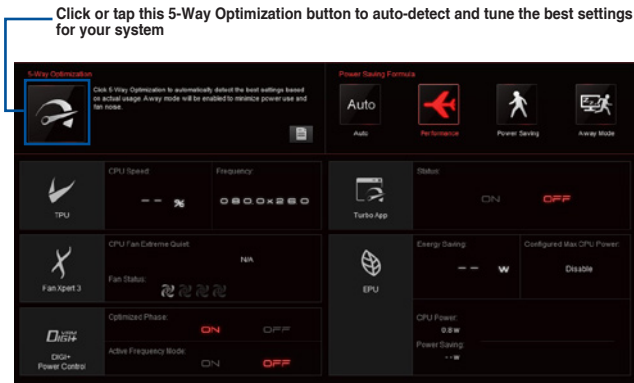 Click or tap this 5-Way Optimization button to auto-detect and tune the best settings
for your system
5-Way Optimization
Click 5-Way Optimization to automatically detect the best settings based
on actual usage. Away mode will be enabled to minimize power use and
fan noise.
Power Saving Formula
Auto
Auto
Performance
Power Saving
Away Mode
TPU
CPU Speed:
-- %
Frequency:
080.0x260
Turbo App
Status:
ON OFF
Fan Xpert 3
CPU Fan Extreme Quiet:
N/A
Fan Status:
EPU
Energy Saving:
-- W
Configured Max CPU Power:
Disable
CPU Power:
0.8 w
Power Saving:
-- w
DIGI+ VRM
DIGI+
Power Control
Optimized Phase:
ON OFF
Active Frequency Mode:
ON OFF